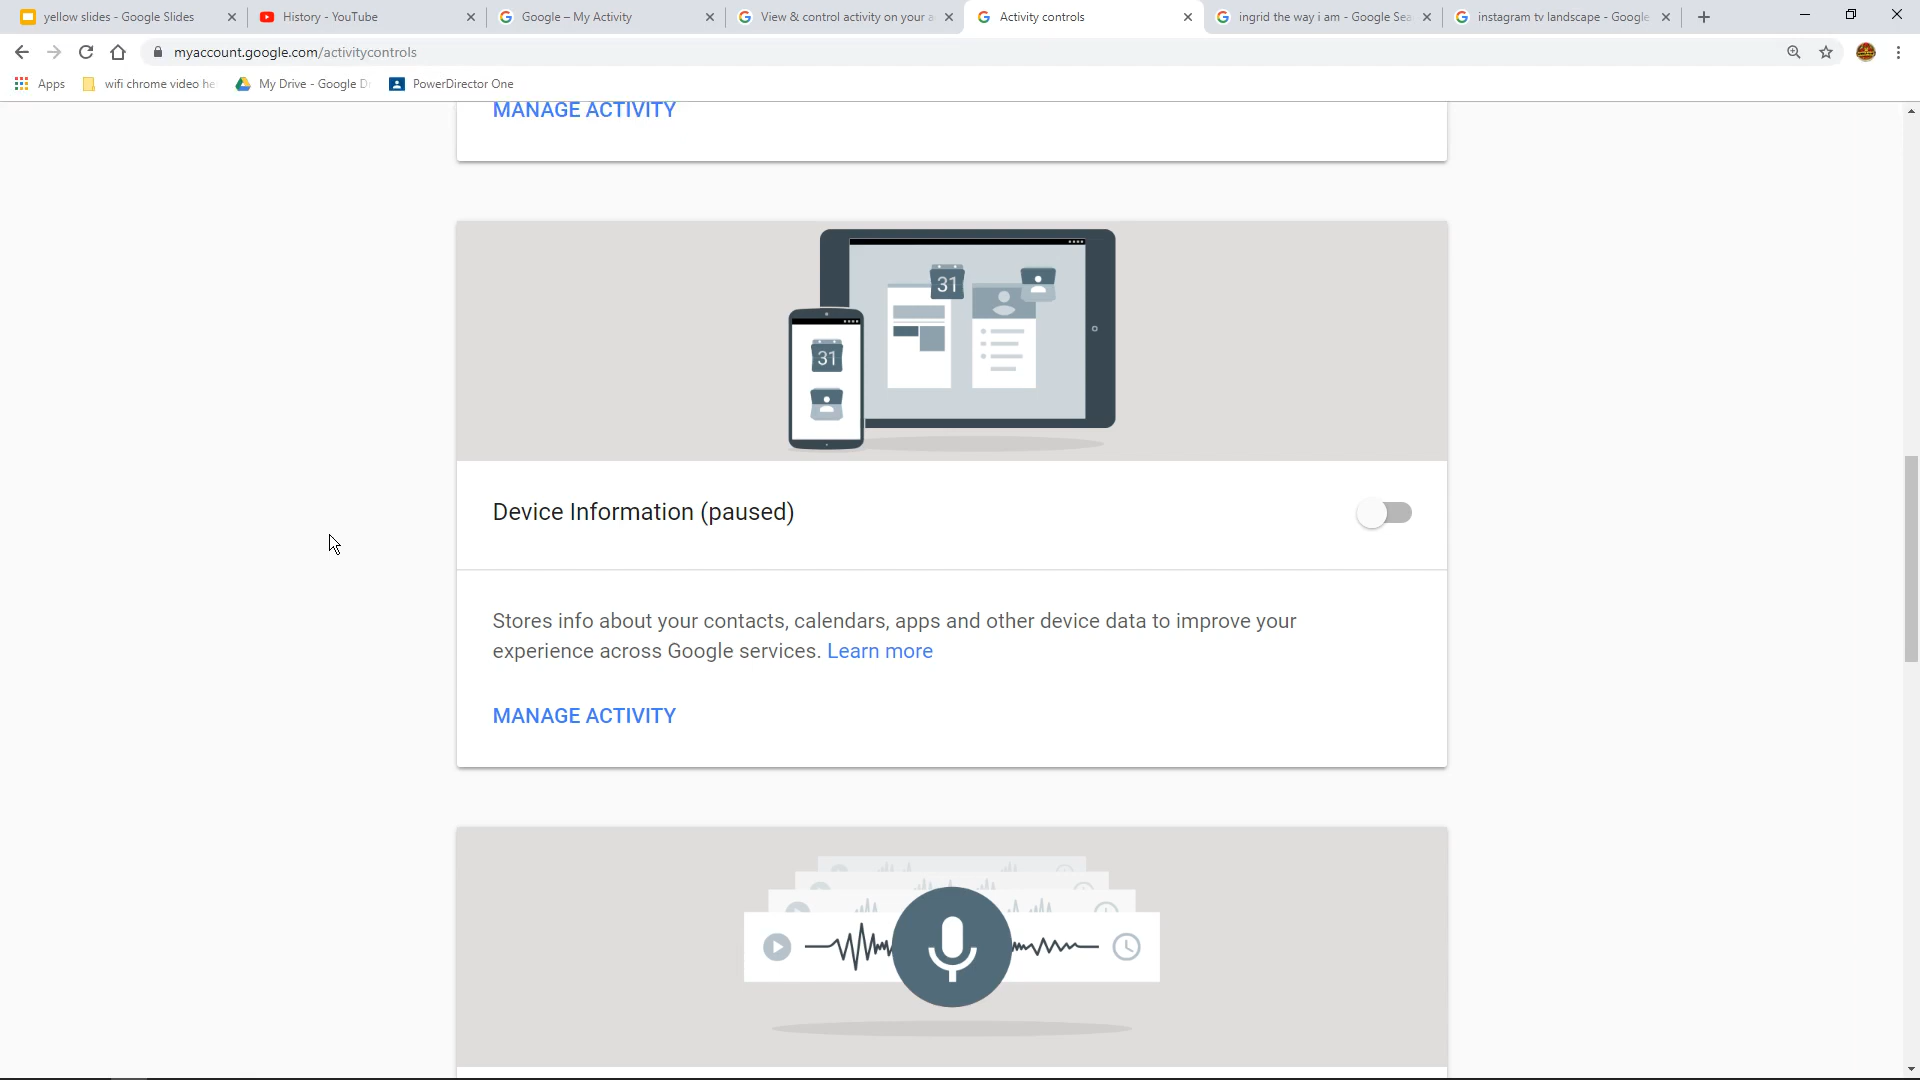 yellow slides - Google Slides
History - YouTube
Google – My Activity
View & control activity on your a
Activity controls
ingrid the way i am - Google Sea
instagram tv landscape - Google
myaccount.google.com/activitycontrols
Apps
wifi chrome video he
My Drive - Google Dr
PowerDirector One
MANAGE ACTIVITY
31
31
Device Information (paused)
Stores info about your contacts, calendars, apps and other device data to improve your
experience across Google services. Learn more
MANAGE ACTIVITY